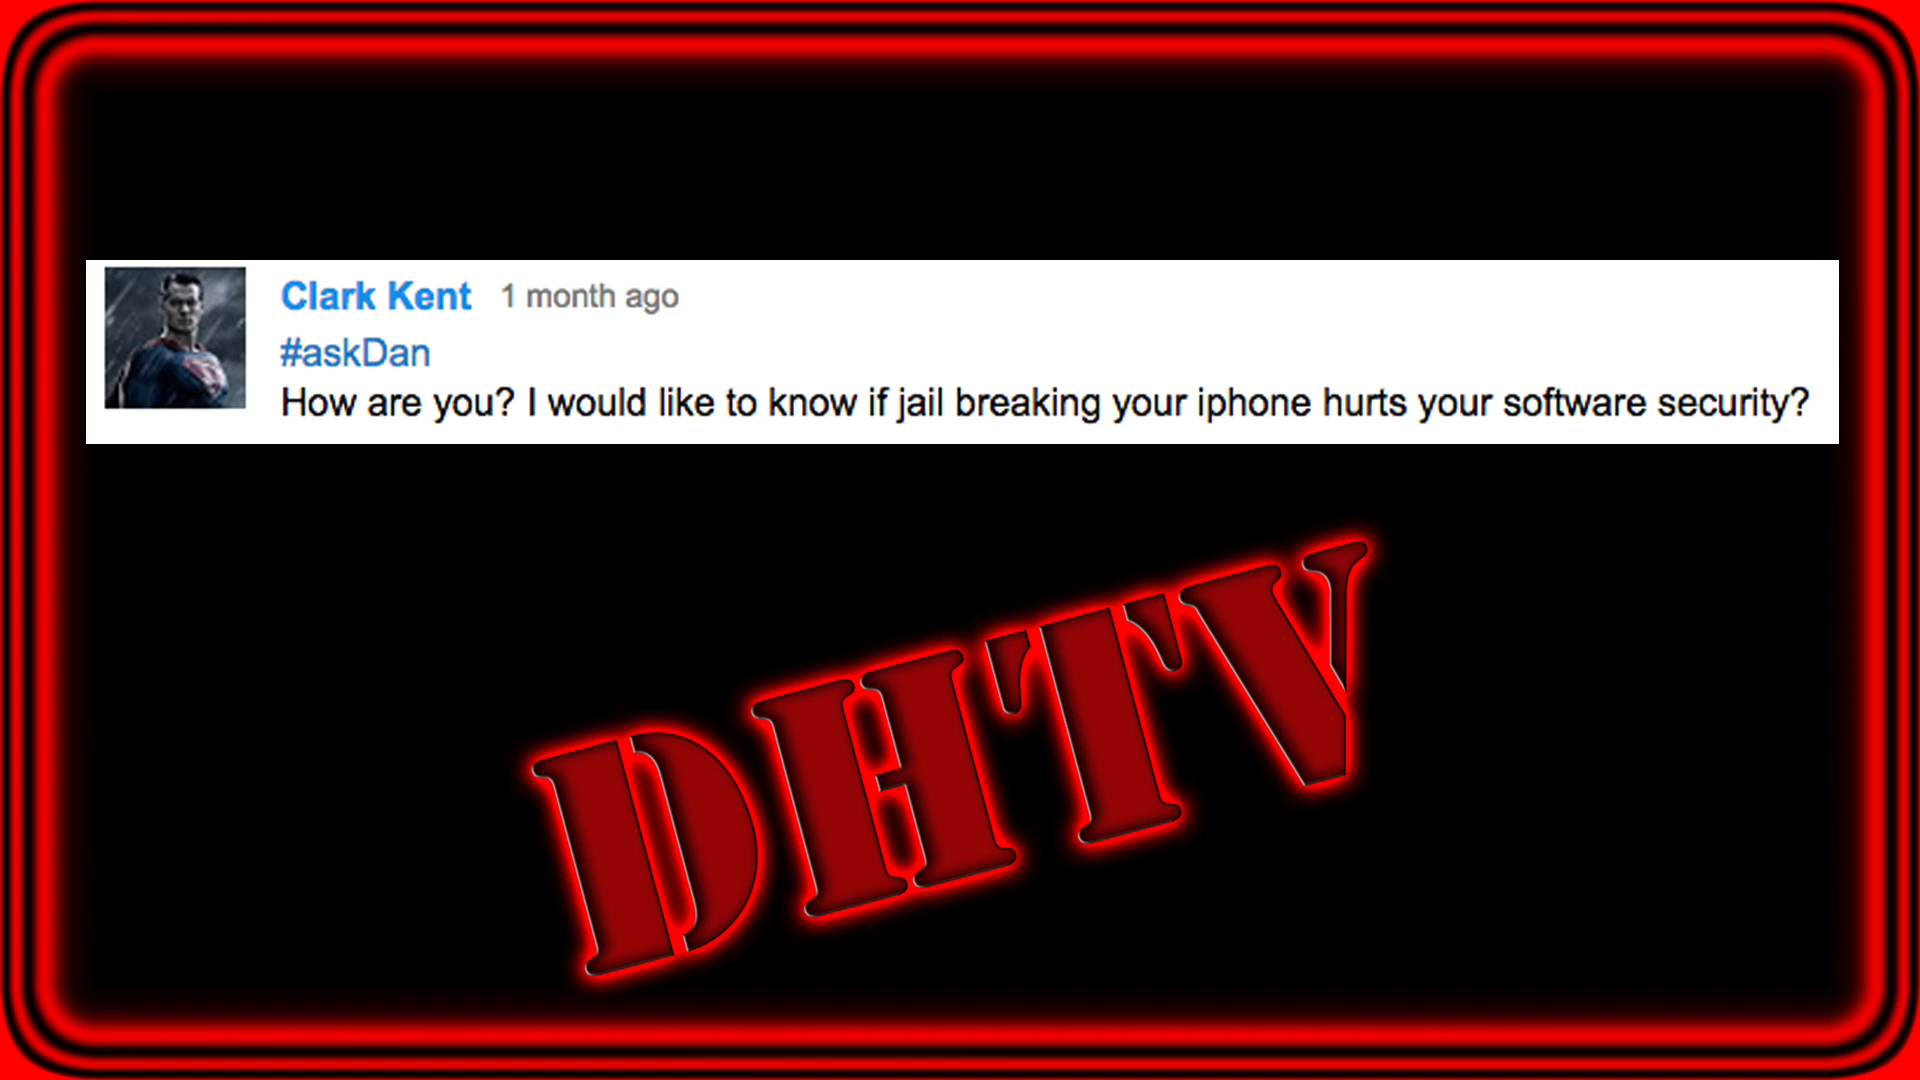 Clark Kent 1 month ago
#askDan
How are you? I would like to know if jail breaking your iphone hurts your software security?
DHTV